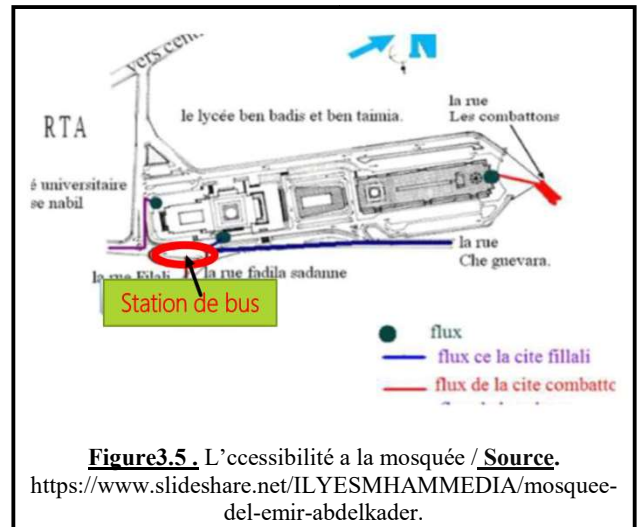 vers cent
N
le lycée ben badis et ben taimia.
la rue
Les combattons
RTA
é universitaire
se nabil
la rue
Che guevara.
la rue Filali
la rue fadila sadanne
Station de bus
flux
flux ce la cite fillali
flux de la cite combattc
Figure3.5 . L’ccessibilité a la mosquée / Source.
https://www.slideshare.net/ILYESMHAMMEDIA/mosquee-
del-emir-abdelkader.